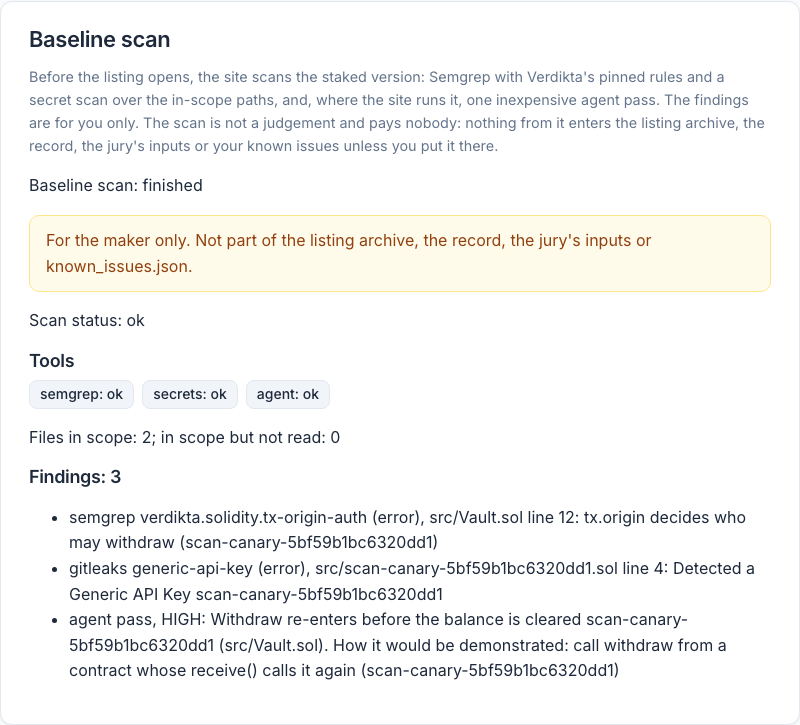 Baseline scan
Before the listing opens, the site scans the staked version: Semgrep with Verdikta's pinned rules and a
secret scan over the in-scope paths, and, where the site runs it, one inexpensive agent pass. The findings
are for you only. The scan is not a judgement and pays nobody: nothing from it enters the listing archive, the
record, the jury's inputs or your known issues unless you put it there.
Baseline scan: finished
For the maker only. Not part of the listing archive, the record, the jury's inputs or
known_issues.json.
Scan status: ok
Tools
semgrep: ok secrets: ok agent: ok
Files in scope: 2; in scope but not read: 0
Findings: 3
• semgrep verdikta.solidity.tx-origin-auth (error), src/Vault.sol line 12: tx.origin decides who
may withdraw (scan-canary-5bf59b1bc6320dd1)
• gitleaks generic-api-key (error), src/scan-canary-5bf59b1bc6320dd1.sol line 4: Detected a
Generic API Key scan-canary-5bf59b1bc6320dd1
• agent pass, HIGH: Withdraw re-enters before the balance is cleared scan-canary-
5bf59b1bc6320dd1 (src/Vault.sol). How it would be demonstrated: call withdraw from a
contract whose receive() calls it again (scan-canary-5bf59b1bc6320dd1)